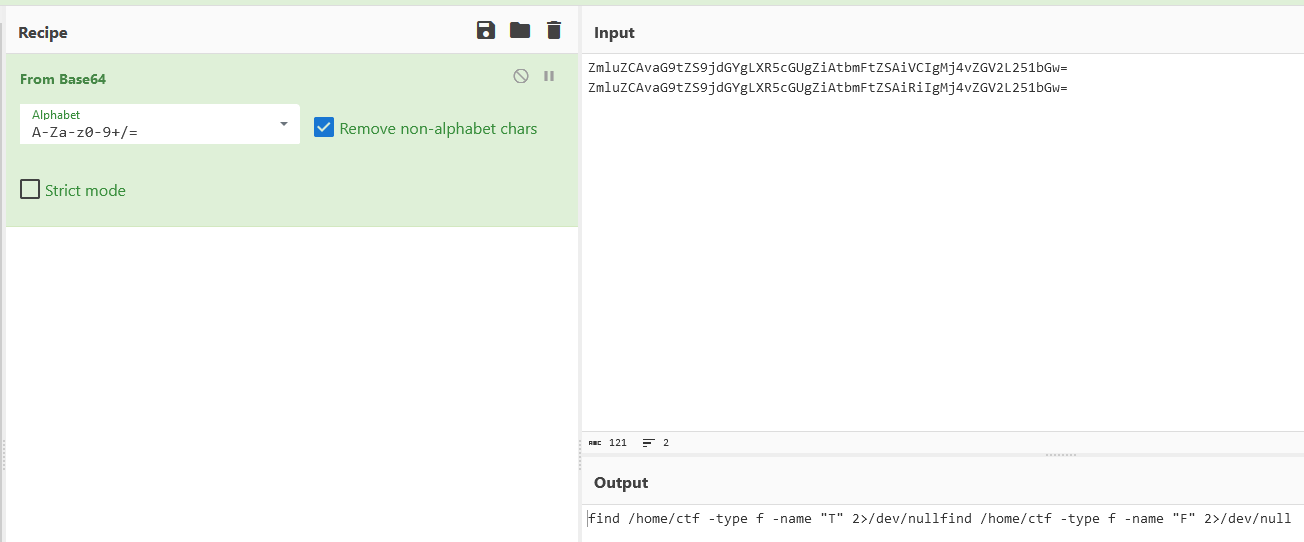 Recipe
From Base64
Alphabet
A-Za-z0-9+/=
Remove non-alphabet chars
Strict mode
Input
ZmluZCAvaG9tZS9jdGYgLXR5cGUgZiAtbmFtZSAiVCIgMj4vZGV2L251bGw=
ZmluZCAvaG9tZS9jdGYgLXR5cGUgZiAtbmFtZSAiRiIgMj4vZGV2L251bGw=
ABC 121 2
Output
find /home/ctf -type f -name "T" 2>/dev/nullfind /home/ctf -type f -name "F" 2>/dev/null